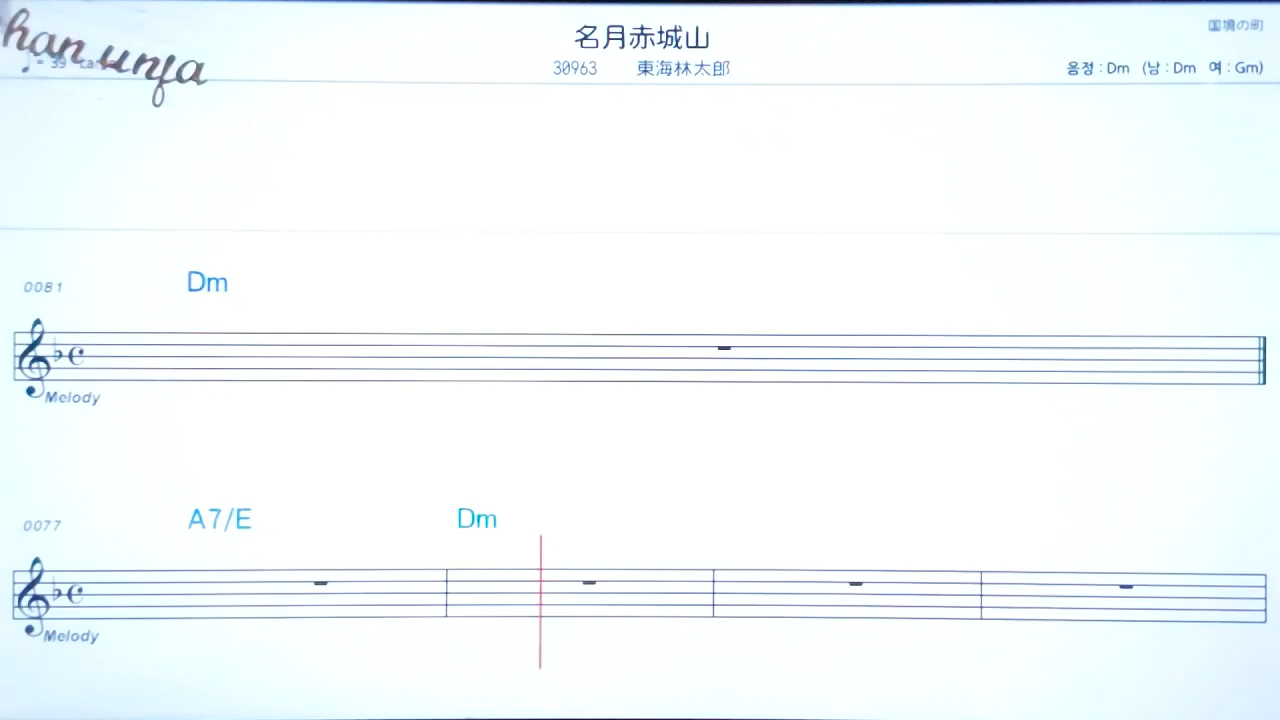 han unja
名月赤城山
国境の町
30963 東海林太郎
음정 : Dm (남 : Dm 여 : Gm)
0081 Dm
Melody
0077 A7/E Dm
Melody